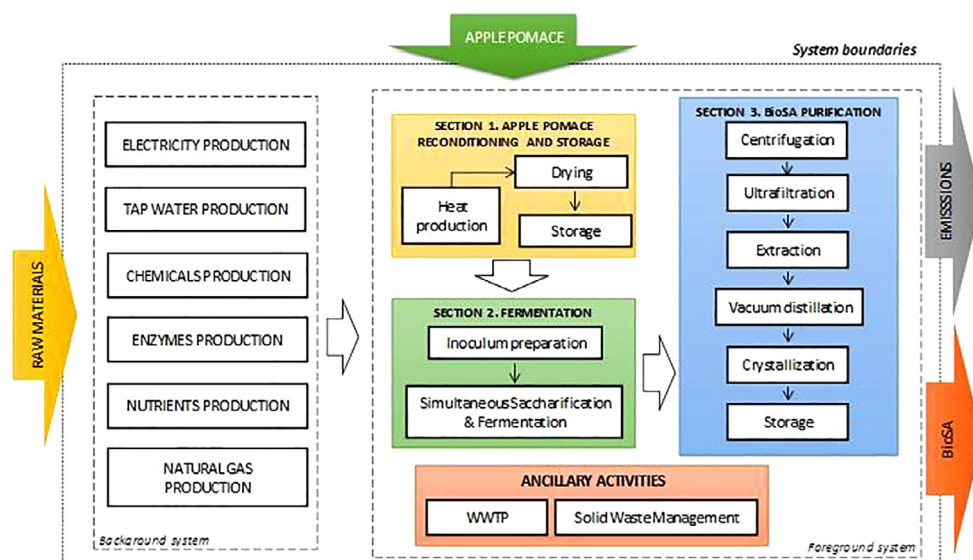 APPLE POMACE
System boundaries
RAW MATERIALS
ELECTRICITY PRODUCTION
TAP WATER PRODUCTION
CHEMICALS PRODUCTION
ENZYMES PRODUCTION
NUTRIENTS PRODUCTION
NATURAL GAS
PRODUCTION
Background system
SECTION 1. APPLE POMACE
RECONDITIONING AND STORAGE
Drying
Heat
production
Storage
SECTION 2. FERMENTATION
Inoculum preparation
Simultaneous Saccharification
& Fermentation
SECTION 3. BioSA PURIFICATION
Centrifugation
Ultrafiltration
Extraction
Vacuum distillation
Crystallization
Storage
ANCILLARY ACTIVITIES
WWTP
Solid Waste Management
Foreground system
EMISSSIONS
BioSA